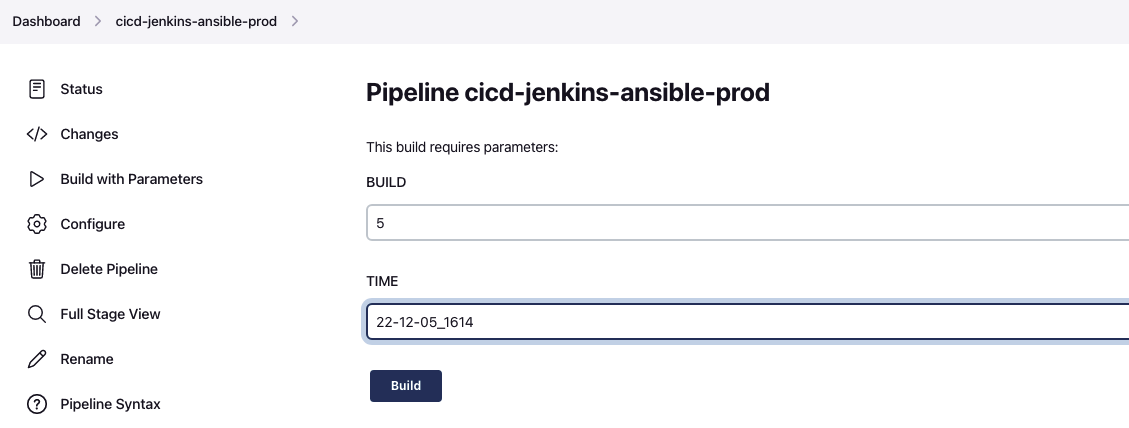 Dashboard > cicd-jenkins-ansible-prod >
Status
Changes
Build with Parameters
Configure
Delete Pipeline
Full Stage View
Rename
Pipeline Syntax
Pipeline cicd-jenkins-ansible-prod
This build requires parameters:
BUILD
5
TIME
22-12-05_1614
Build